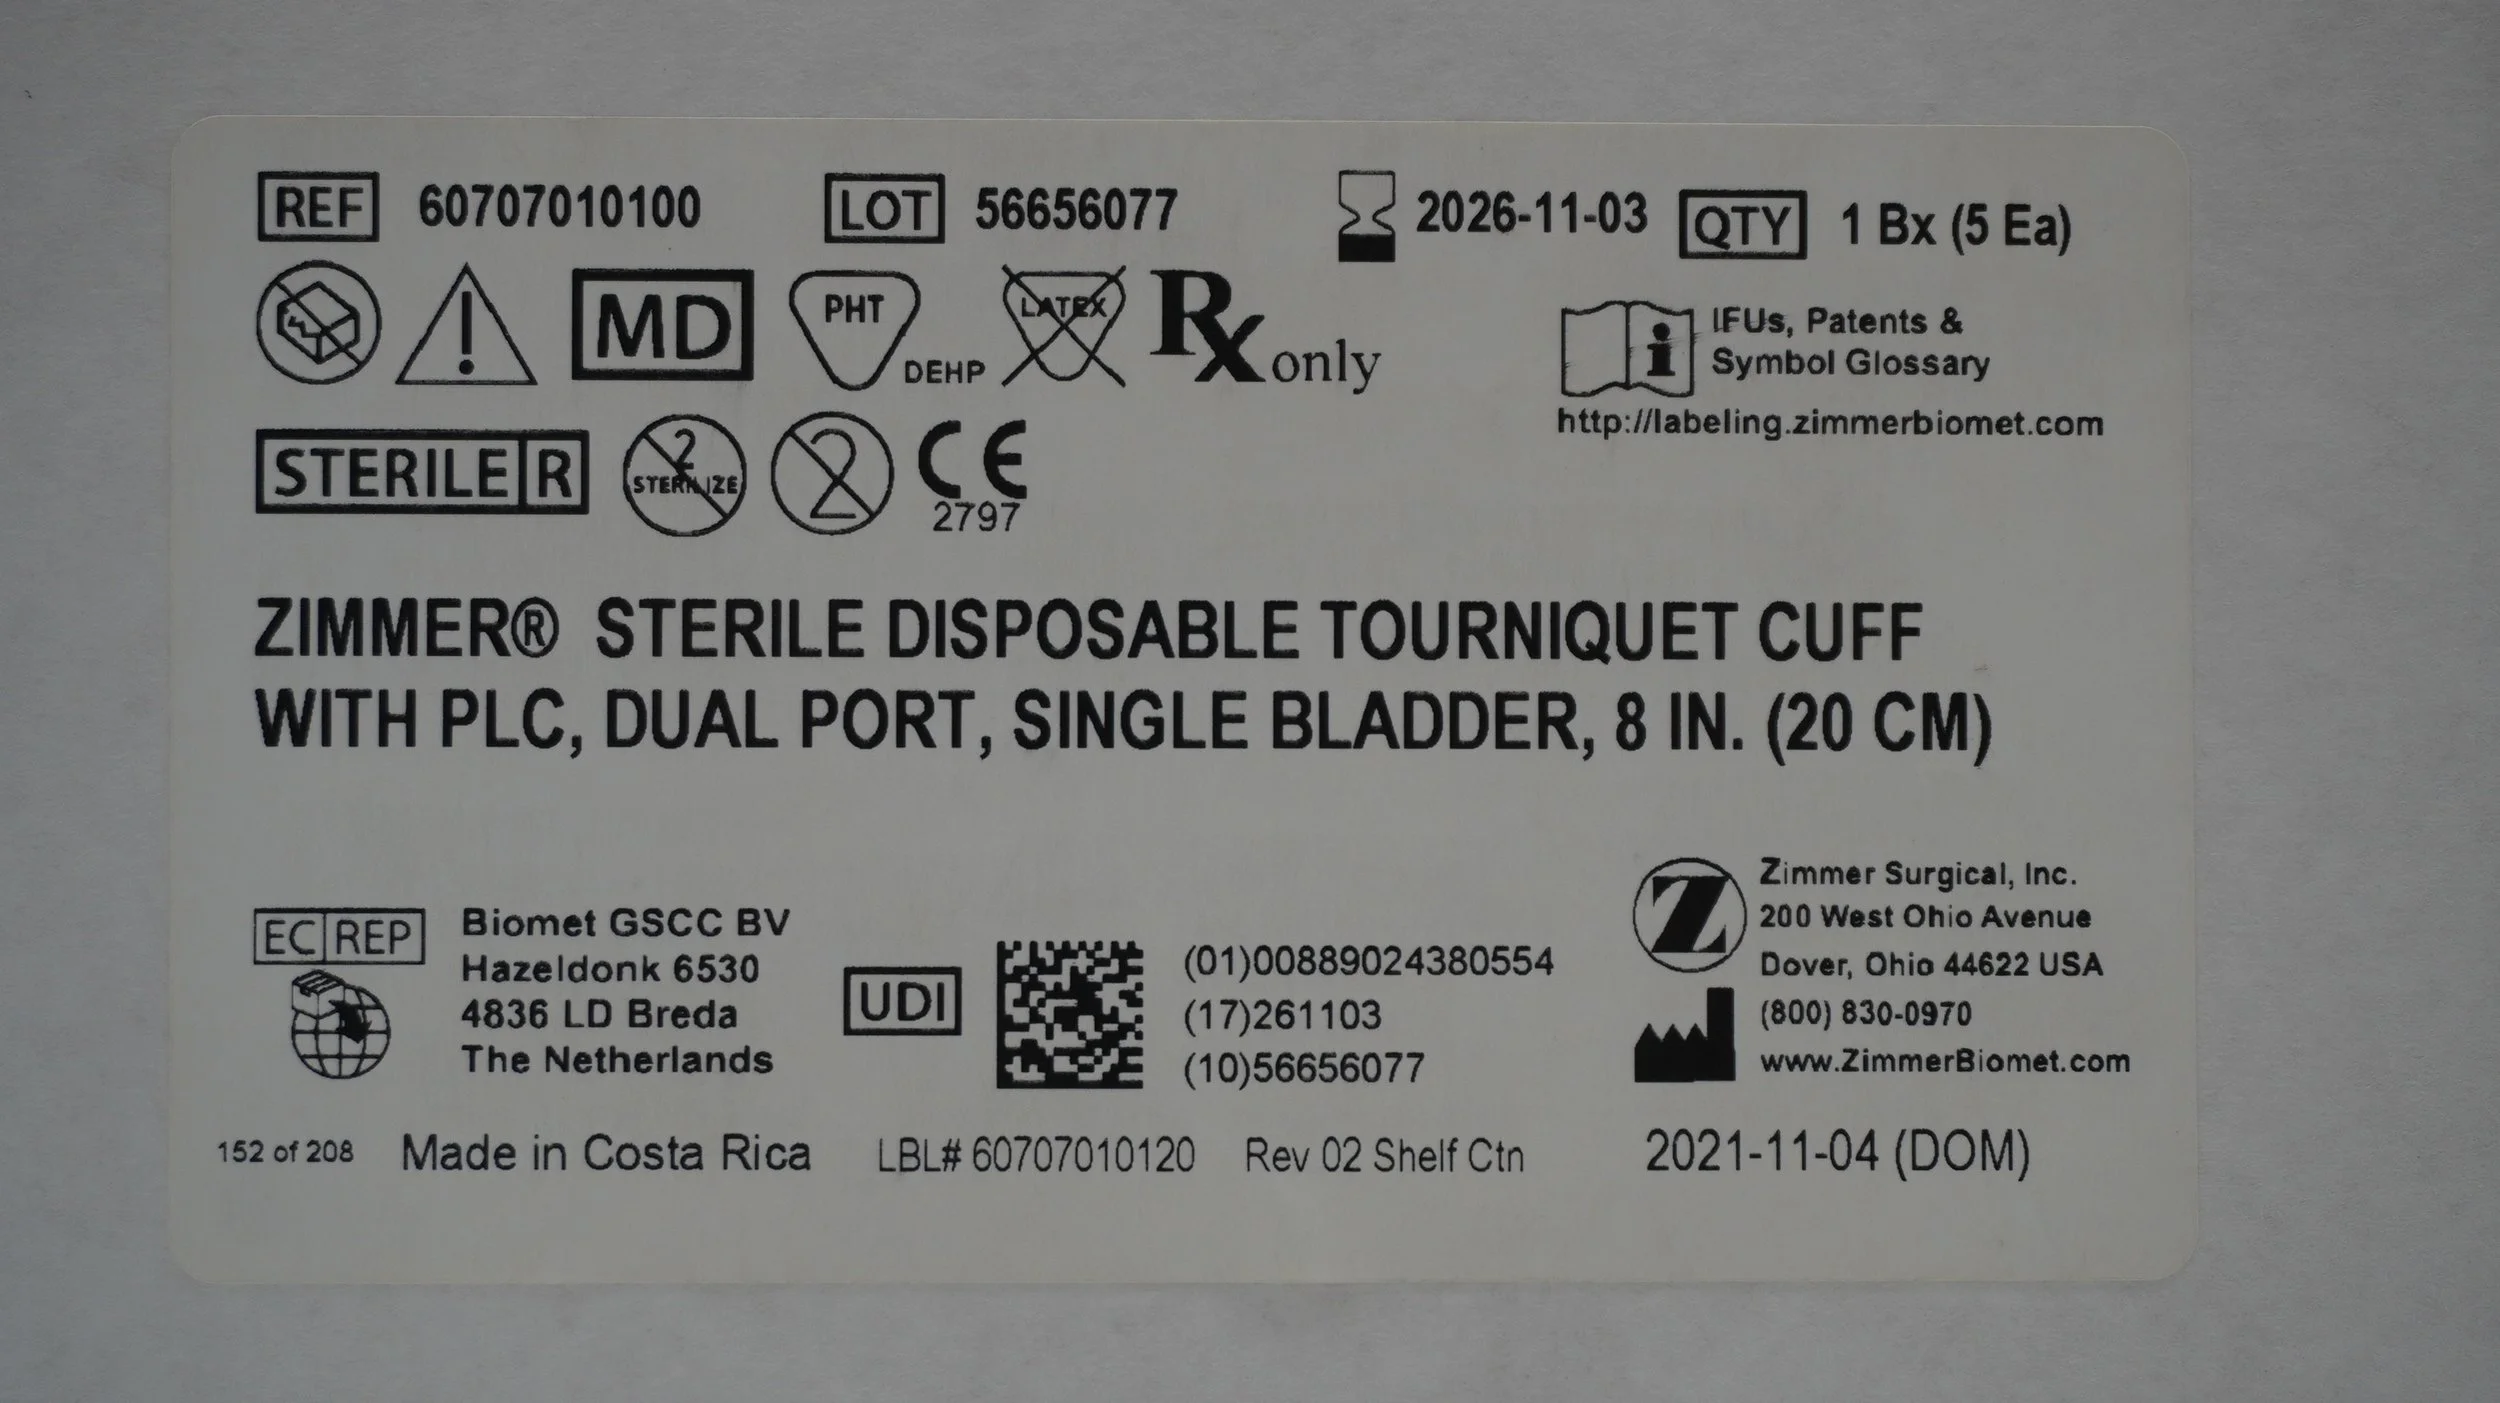 REF 60707010100 LOT 56656077 2026-11-03 QTY 1 Bx (5 Ea)
MD PHT DEHP LATEX Rx only
IFUs, Patents &
Symbol Glossary
http://labeling.zimmerbiomet.com
STERILE R 2 STERILIZE 2 CE
2797
ZIMMER® STERILE DISPOSABLE TOURNIQUET CUFF
WITH PLC, DUAL PORT, SINGLE BLADDER, 8 IN. (20 CM)
EC REP
Biomet GSCC BV
Hazeldonk 6530
4836 LD Breda
The Netherlands
UDI
(01)00889024380554
(17)261103
(10)56656077
Z
Zimmer Surgical, Inc.
200 West Ohio Avenue
Dover, Ohio 44622 USA
(800) 830-0970
www.ZimmerBiomet.com
152 of 208 Made in Costa Rica LBL# 60707010120 Rev 02 Shelf Ctn 2021-11-04 (DOM)